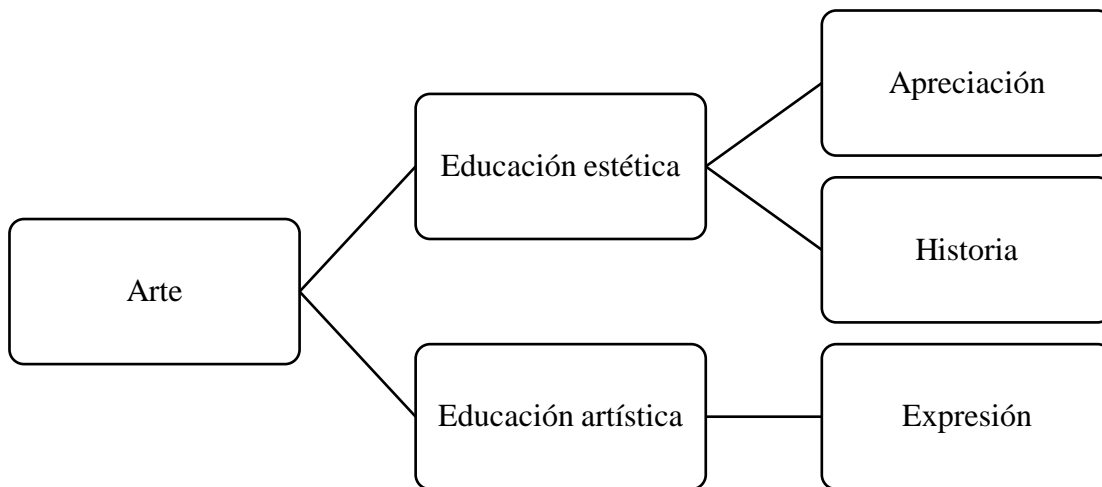 Arte
Educación estética
Apreciación
Historia
Educación artística
Expresión